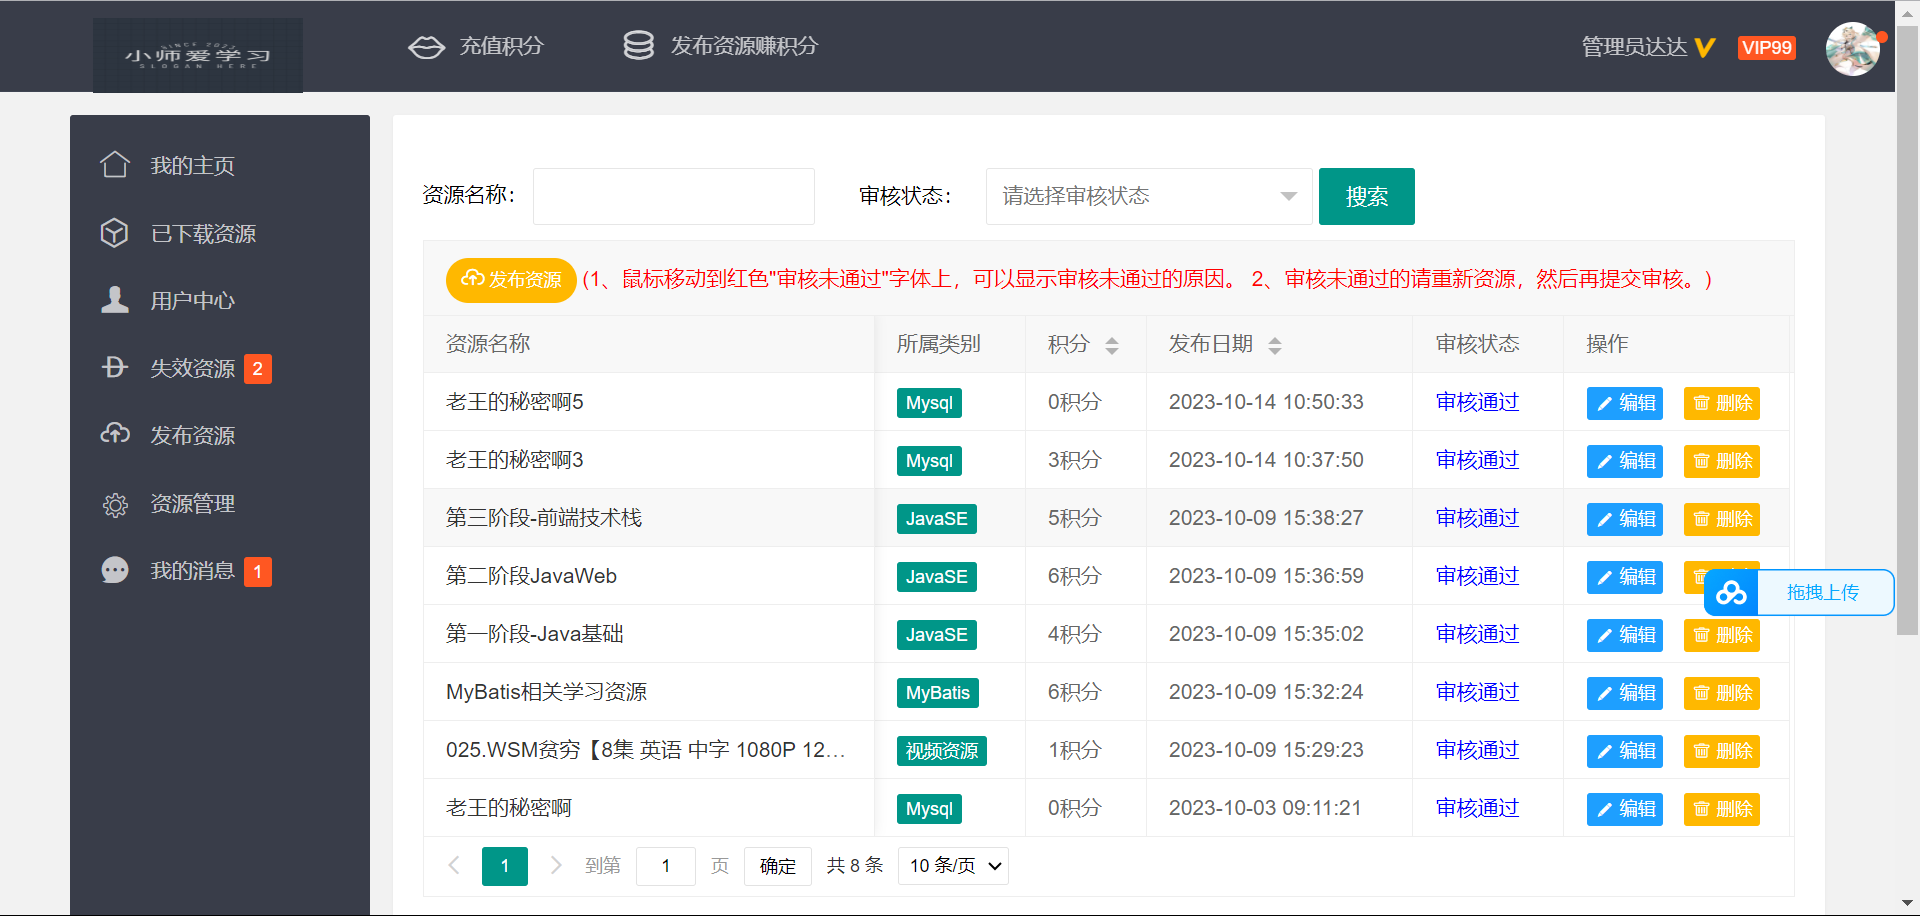 小师爱学习
SINCE 2022
SLOGAN HERE
充值积分
发布资源赚积分
管理员达达
VIP99
我的主页
已下载资源
用户中心
失效资源 2
发布资源
资源管理
我的消息 1
资源名称：
审核状态：
请选择审核状态
搜索
发布资源 (1、鼠标移动到红色"审核未通过"字体上，可以显示审核未通过的原因。 2、审核未通过的请重新资源，然后再提交审核。)
资源名称 所属类别 积分 发布日期 审核状态 操作
老王的秘密啊5 Mysql 0积分 2023-10-14 10:50:33 审核通过 编辑 删除
老王的秘密啊3 Mysql 3积分 2023-10-14 10:37:50 审核通过 编辑 删除
第三阶段-前端技术栈 JavaSE 5积分 2023-10-09 15:38:27 审核通过 编辑 删除
第二阶段JavaWeb JavaSE 6积分 2023-10-09 15:36:59 审核通过 编辑
拖拽上传
第一阶段-Java基础 JavaSE 4积分 2023-10-09 15:35:02 审核通过 编辑 删除
MyBatis相关学习资源 MyBatis 6积分 2023-10-09 15:32:24 审核通过 编辑 删除
025.WSM贫穷【8集 英语 中字 1080P 12... 视频资源 1积分 2023-10-09 15:29:23 审核通过 编辑 删除
老王的秘密啊 Mysql 0积分 2023-10-03 09:11:21 审核通过 编辑 删除
1 到第 1 页 确定 共 8 条 10 条/页